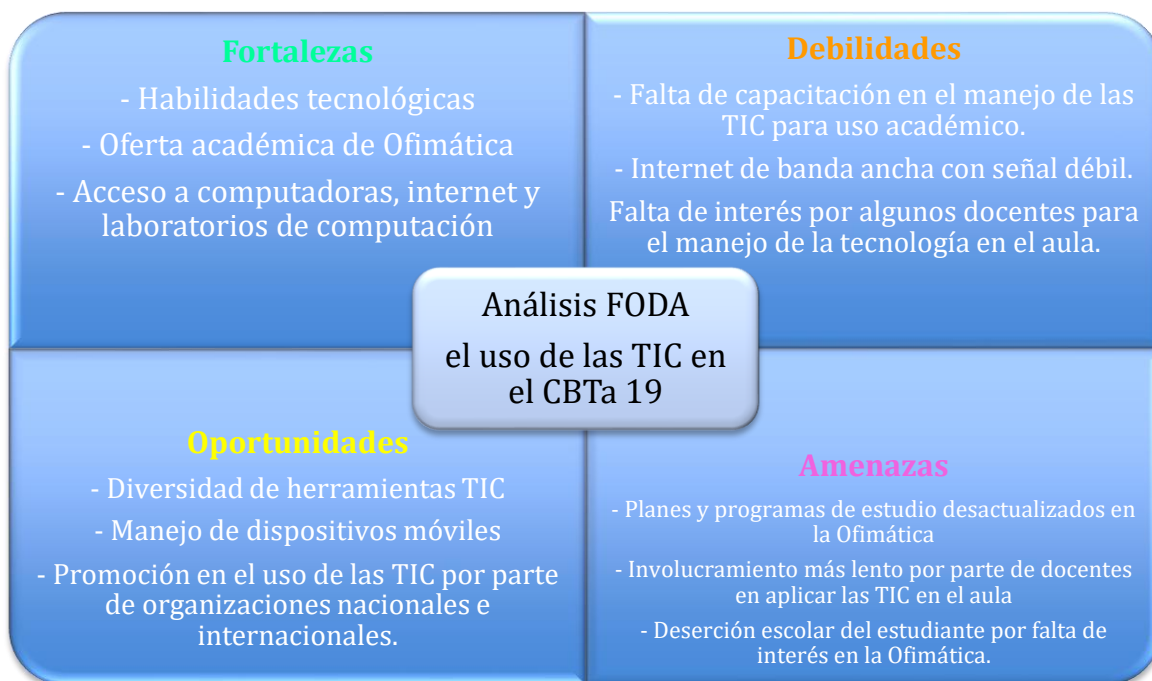 Fortalezas
- Habilidades tecnológicas
- Oferta académica de Ofimática
- Acceso a computadoras, internet y
laboratorios de computación
Debilidades
- Falta de capacitación en el manejo de las
TIC para uso académico.
- Internet de banda ancha con señal débil.
Falta de interés por algunos docentes para
el manejo de la tecnología en el aula.
Análisis FODA
el uso de las TIC en
el CBTa 19
Oportunidades
- Diversidad de herramientas TIC
- Manejo de dispositivos móviles
- Promoción en el uso de las TIC por parte
de organizaciones nacionales e
internacionales.
Amenazas
- Planes y programas de estudio desactualizados en
la Ofimática
- Involucramiento más lento por parte de docentes
en aplicar las TIC en el aula
- Deserción escolar del estudiante por falta de
interés en la Ofimática.